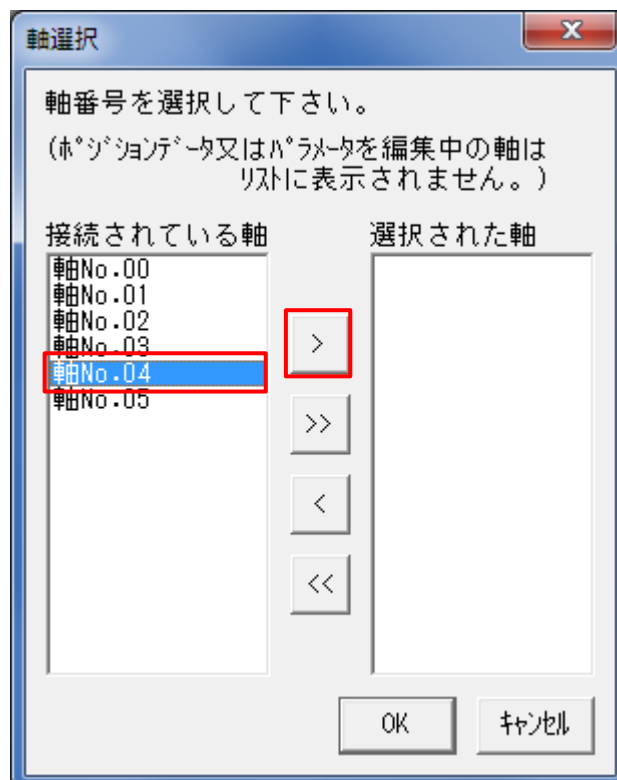 軸選択
軸番号を選択して下さい。
(ﾎﾟｼﾞｼｮﾝﾃﾞｰﾀ又はﾊﾟﾗﾒｰﾀを編集中の軸は
ﾘｽﾄに表示されません。)
接続されている軸
選択された軸
軸No.00
軸No.01
軸No.02
軸No.03
軸No.04
軸No.05
>
>>
<
<<
OK
ｷｬﾝｾﾙ